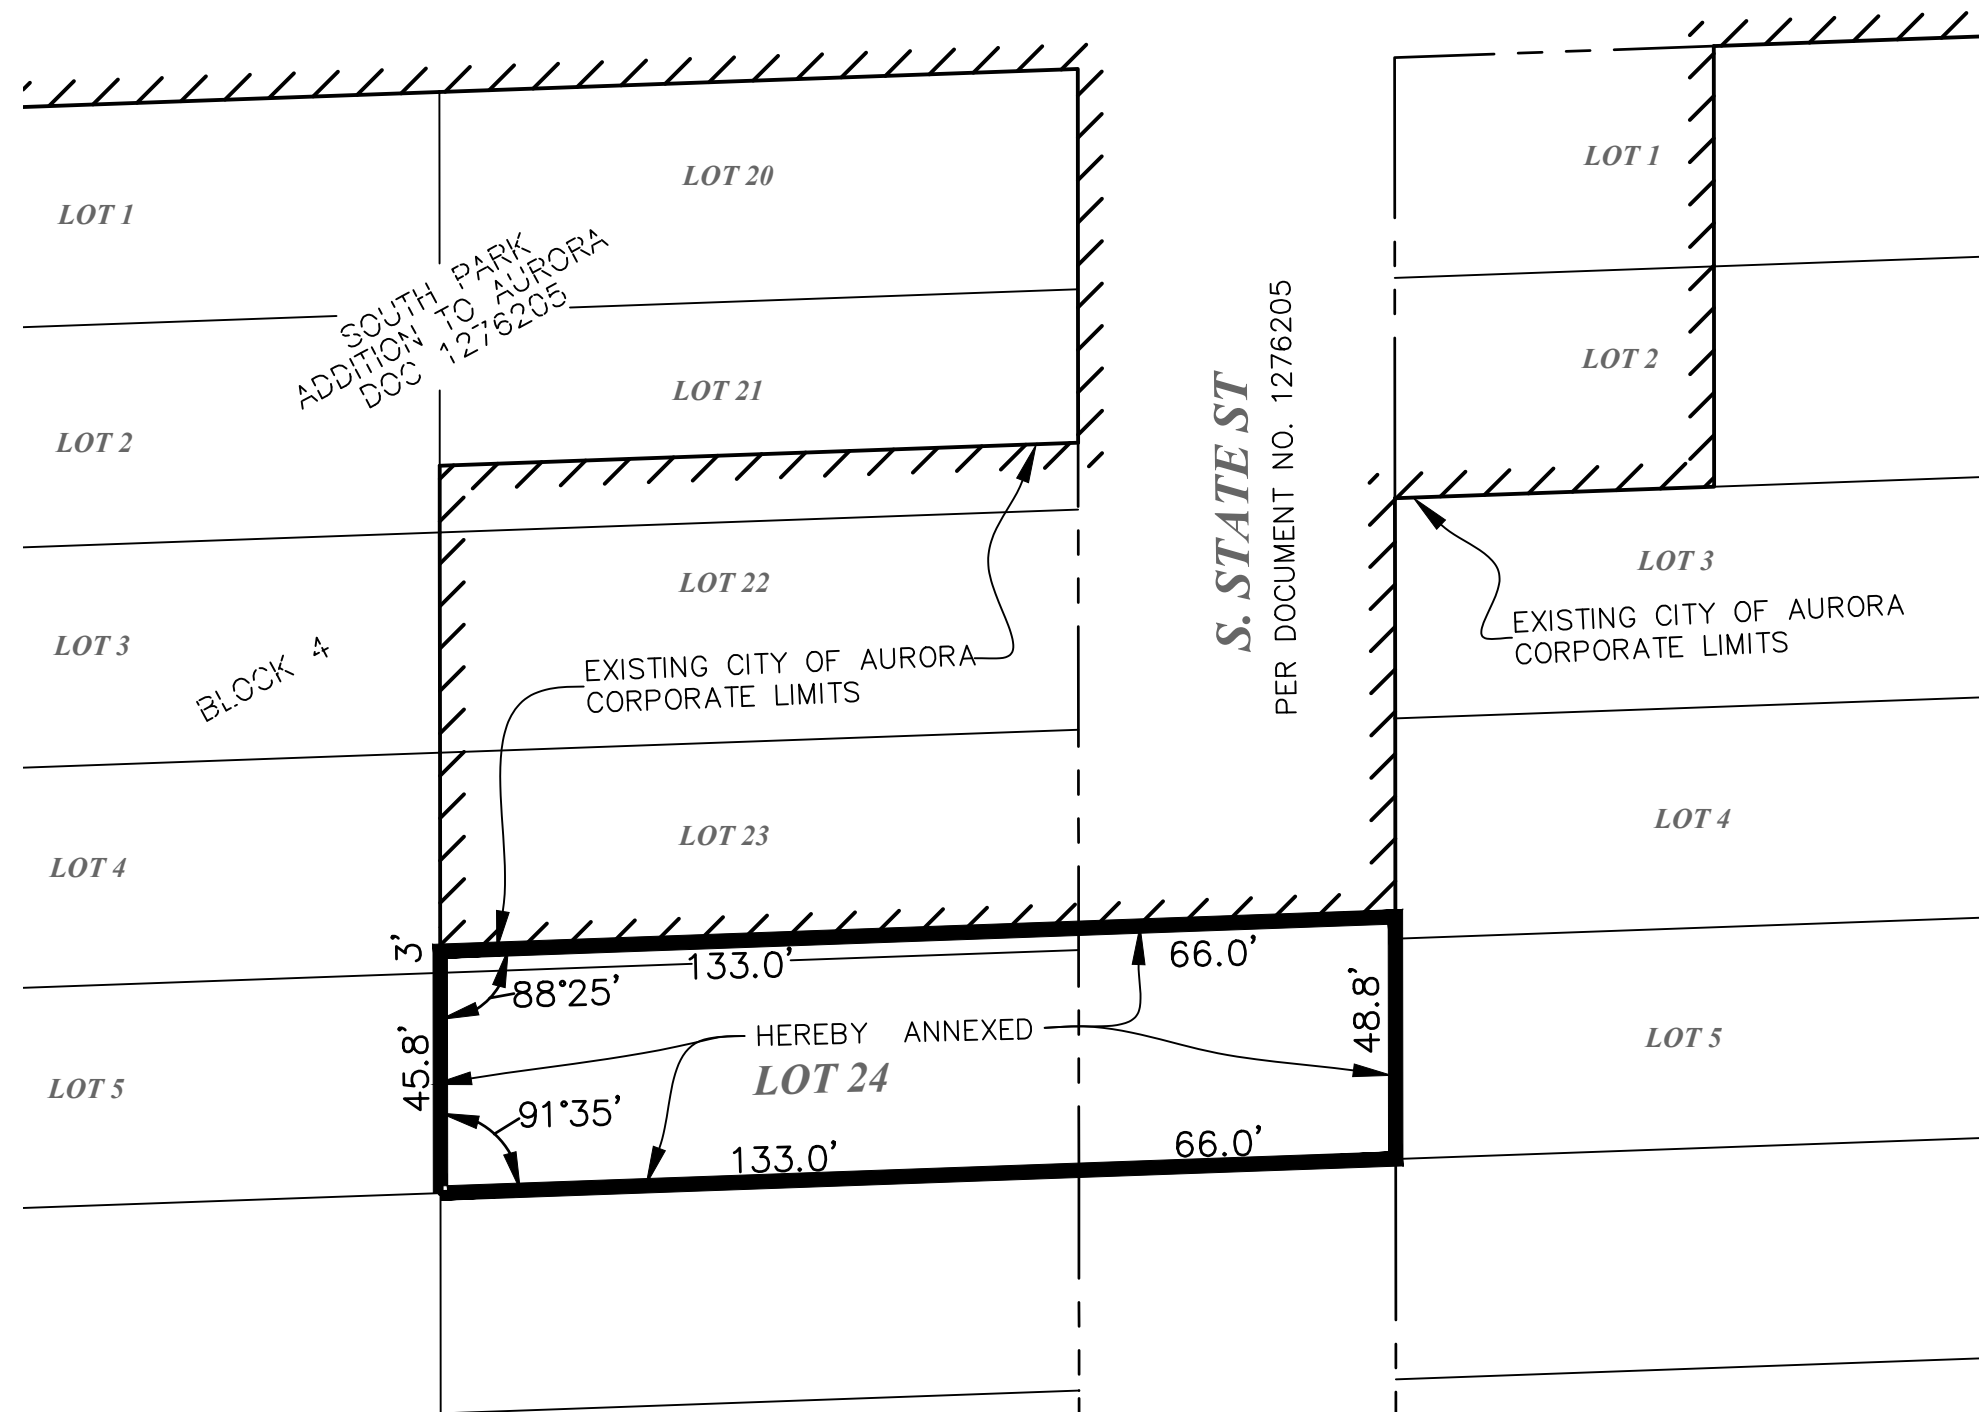 LOT 20
LOT 1
LOT 1
SOUTH PARK
ADDITION TO AURORA
DOC 1276205
LOT 21
LOT 2
LOT 2
S. STATE ST
PER DOCUMENT NO. 1276205
LOT 22
LOT 3
LOT 3
BLOCK 4
EXISTING CITY OF AURORA
CORPORATE LIMITS
EXISTING CITY OF AURORA
CORPORATE LIMITS
LOT 23
LOT 4
LOT 4
3'
133.0'
66.0'
88°25'
48.8'
HEREBY ANNEXED
45.8'
LOT 24
LOT 5
LOT 5
91°35'
133.0'
66.0'